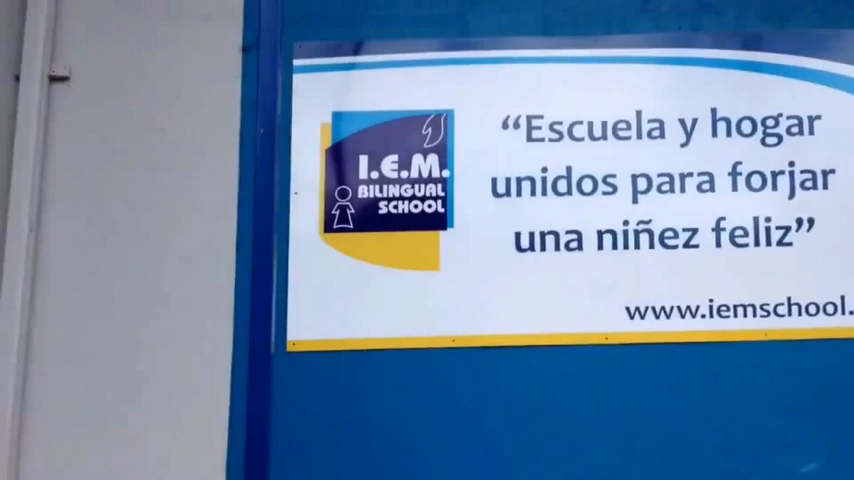 I.E.M.
BILINGUAL
SCHOOL
“Escuela y hogar
unidos para forjar
una niñez feliz”
www.iemschool.